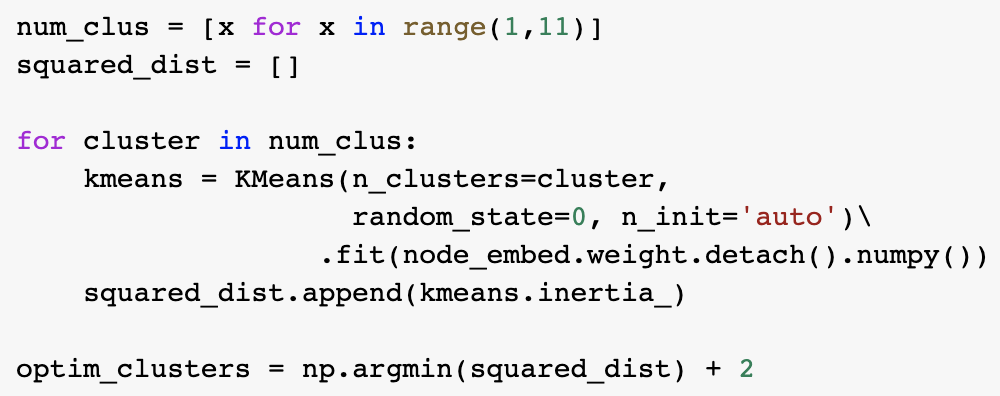 num_clus = [x for x in range(1,11)]
squared_dist = []

for cluster in num_clus:
    kmeans = KMeans(n_clusters=cluster,
                    random_state=0, n_init='auto')\
                  .fit(node_embed.weight.detach().numpy())
    squared_dist.append(kmeans.inertia_)

optim_clusters = np.argmin(squared_dist) + 2